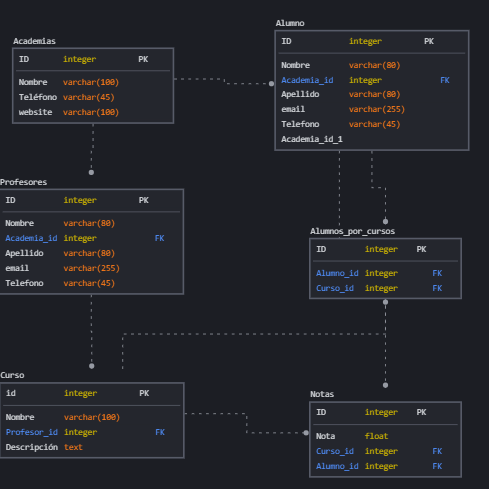 Academias
ID integer PK
Nombre varchar(100)
Teléfono varchar(45)
website varchar(100)
Alumno
ID integer PK
Nombre varchar(80)
Academia_id integer FK
Apellido varchar(80)
email varchar(255)
Telefono varchar(45)
Academia_id_1
Profesores
ID integer PK
Nombre varchar(80)
Academia_id integer FK
Apellido varchar(80)
email varchar(255)
Telefono varchar(45)
Alumnos_por_cursos
ID integer PK
Alumno_id integer FK
Curso_id integer FK
Curso
id integer PK
Nombre varchar(100)
Profesor_id integer FK
Descripción text
Notas
ID integer PK
Nota float
Curso_id integer FK
Alumno_id integer FK